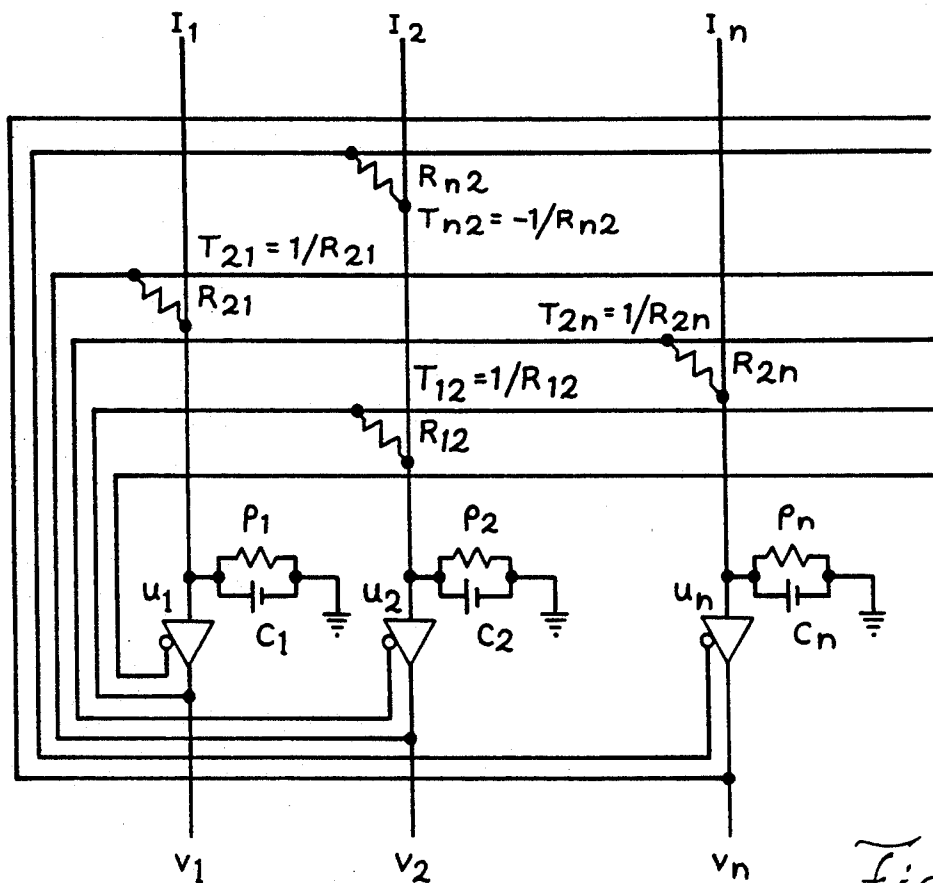 I1 I2 In
Rn2
Tn2 = -1/Rn2
T21 = 1/R21
R21
T2n = 1/R2n
R2n
T12 = 1/R12
R12
ρ1 ρ2 ρn
u1 u2 un
C1 C2 Cn
v1 v2 vn